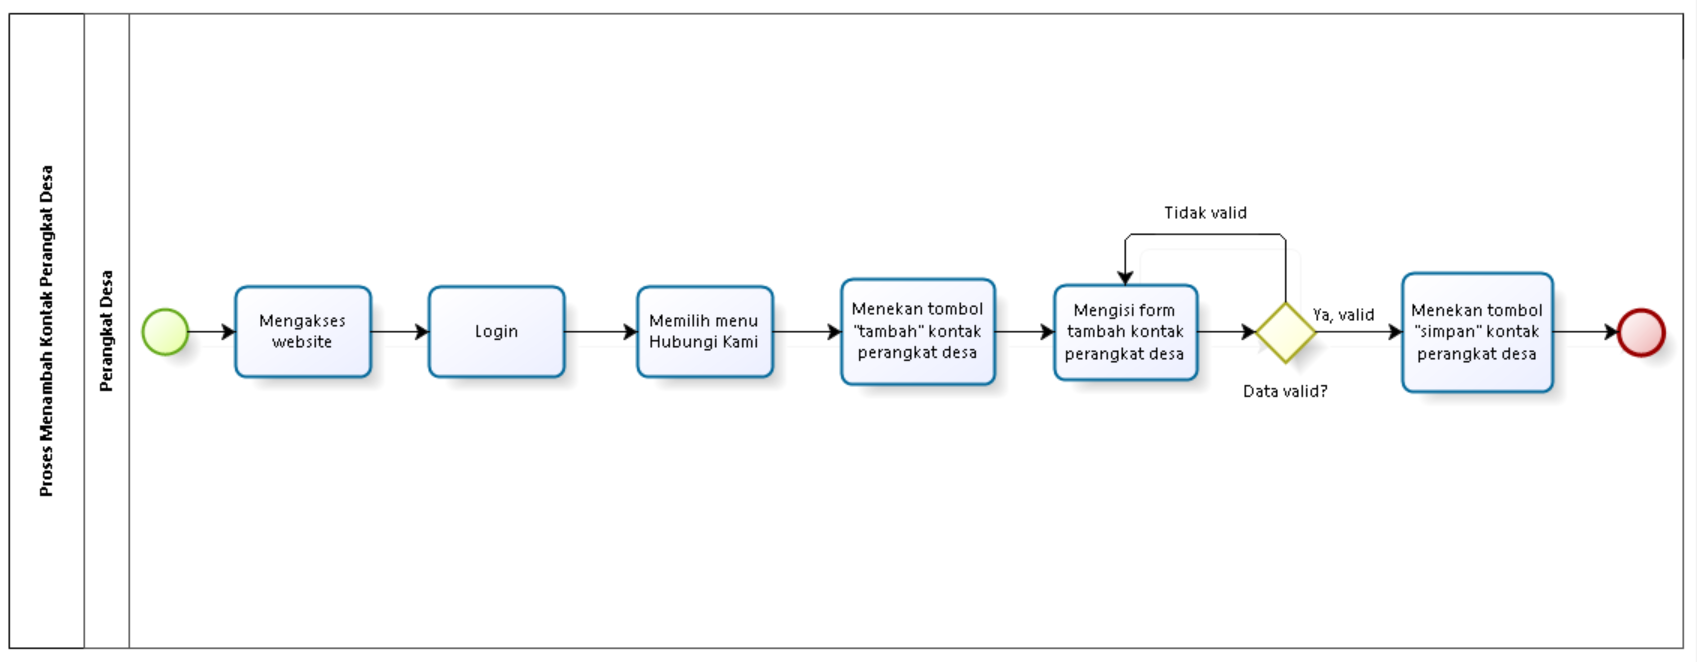 Proses Menambah Kontak Perangkat Desa
Perangkat Desa
Mengakses
website
Login
Memilih menu
Hubungi Kami
Menekan tombol
"tambah" kontak
perangkat desa
Mengisi form
tambah kontak
perangkat desa
Tidak valid
Data valid?
Ya, valid
Menekan tombol
"simpan" kontak
perangkat desa